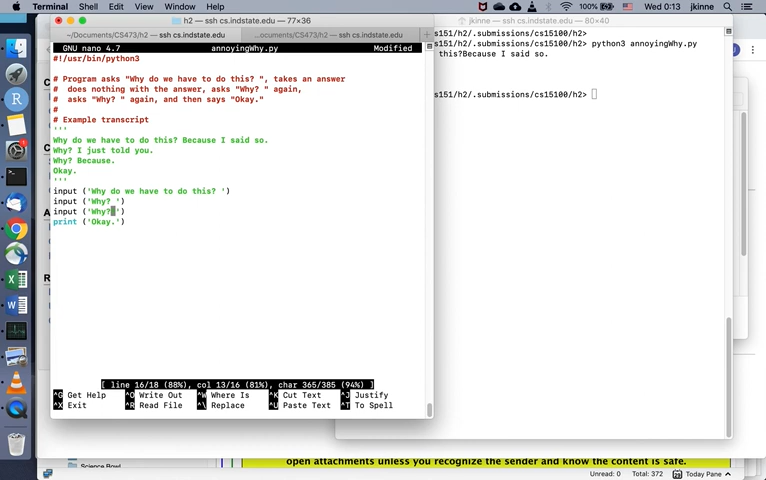 Terminal Shell Edit View Window Help 100% Wed 0:13 jkinne
h2 — ssh cs.indstate.edu — 77×36
~/Documents/CS473/h2 — ssh cs.indstate.edu ...ocuments/CS473/h2 — ssh cs.indstate.edu +
GNU nano 4.7 annoyingWhy.py Modified
#!/usr/bin/python3
# Program asks "Why do we have to do this? ", takes an answer
# does nothing with the answer, asks "Why? " again,
# asks "Why? " again, and then says "Okay."
#
# Example transcript
'''
Why do we have to do this? Because I said so.
Why? I just told you.
Why? Because.
Okay.
'''
input ('Why do we have to do this? ')
input ('Why? ')
input ('Why? ')
print ('Okay.')
[ line 16/18 (88%), col 13/16 (81%), char 365/385 (94%) ]
^G Get Help ^O Write Out ^W Where Is ^K Cut Text ^J Justify
^X Exit ^R Read File ^\ Replace ^U Paste Text ^T To Spell
jkinne — ssh cs.indstate.edu — 80×40
s151/h2/.submissions/cs15100/h2>
s151/h2/.submissions/cs15100/h2> python3 annoyingWhy.py
this?Because I said so.
s151/h2/.submissions/cs15100/h2>
Science Bowl
open attachments unless you recognize the sender and know the content is safe.
Unread: 0 Total: 372 Today Pane